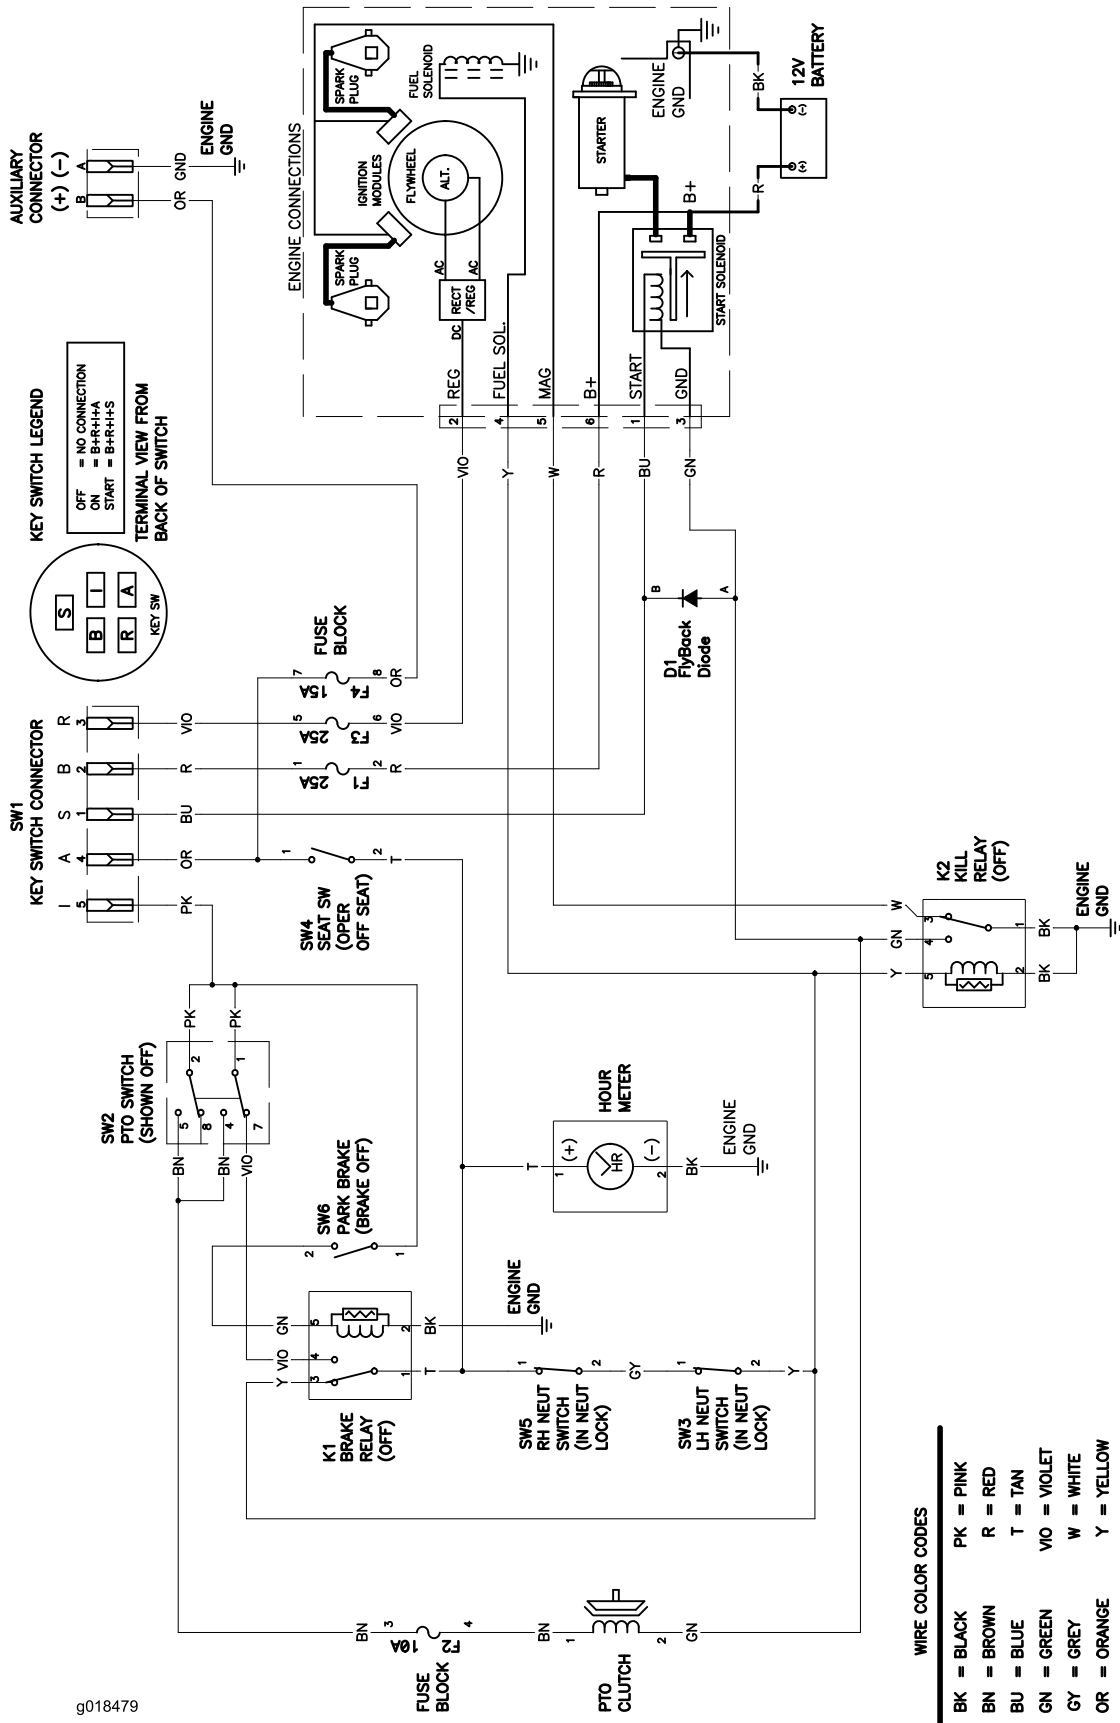 AUXILIARY
CONNECTOR
(+) (-)
B
A
OR
GND
ENGINE
GND
KEY SWITCH LEGEND
OFF = NO CONNECTION
ON = B+R+I+A
START = B+R+I+S
TERMINAL VIEW FROM
BACK OF SWITCH
S
B
I
R
A
KEY SW
ENGINE CONNECTIONS
SPARK
PLUG
SPARK
PLUG
IGNITION
MODULES
FLYWHEEL
ALT.
FUEL
SOLENOID
AC
AC
RECT
/REG
DC
STARTER
ENGINE
GND
BK
12V
BATTERY
(-)
(+)
R
B+
START SOLENOID
REG
FUEL SOL.
MAG
B+
START
GND
2
4
5
6
1
3
VIO
Y
W
R
BU
GN
SW1
KEY SWITCH CONNECTOR
I
A
S
B
R
5
4
1
2
3
PK
OR
BU
R
VIO
FUSE
BLOCK
7
15A
F4
8
OR
5
25A
F3
6
VIO
1
25A
F1
2
R
D1
FlyBack
Diode
B
A
1
2
T
SW4
SEAT SW
(OPER
OFF SEAT)
K2
KILL
RELAY
(OFF)
W
GN
Y
3
4
5
1
2
BK
BK
ENGINE
GND
SW2
PTO SWITCH
(SHOWN OFF)
PK
PK
2
1
5
8
4
7
BN
BN
VIO
HOUR
METER
T
1
(+)
HR
(-)
2
BK
ENGINE
GND
SW6
PARK BRAKE
(BRAKE OFF)
2
1
K1
BRAKE
RELAY
(OFF)
GN
VIO
Y
5
4
3
2
1
BK
T
ENGINE
GND
SW5
RH NEUT
SWITCH
(IN NEUT
LOCK)
1
2
GY
SW3
LH NEUT
SWITCH
(IN NEUT
LOCK)
1
2
Y
BN
3
10A
F2
4
FUSE
BLOCK
BN
1
2
GN
PTO
CLUTCH
WIRE COLOR CODES
BK = BLACK PK = PINK
BN = BROWN R = RED
BU = BLUE T = TAN
GN = GREEN VIO = VIOLET
GY = GREY W = WHITE
OR = ORANGE Y = YELLOW
g018479